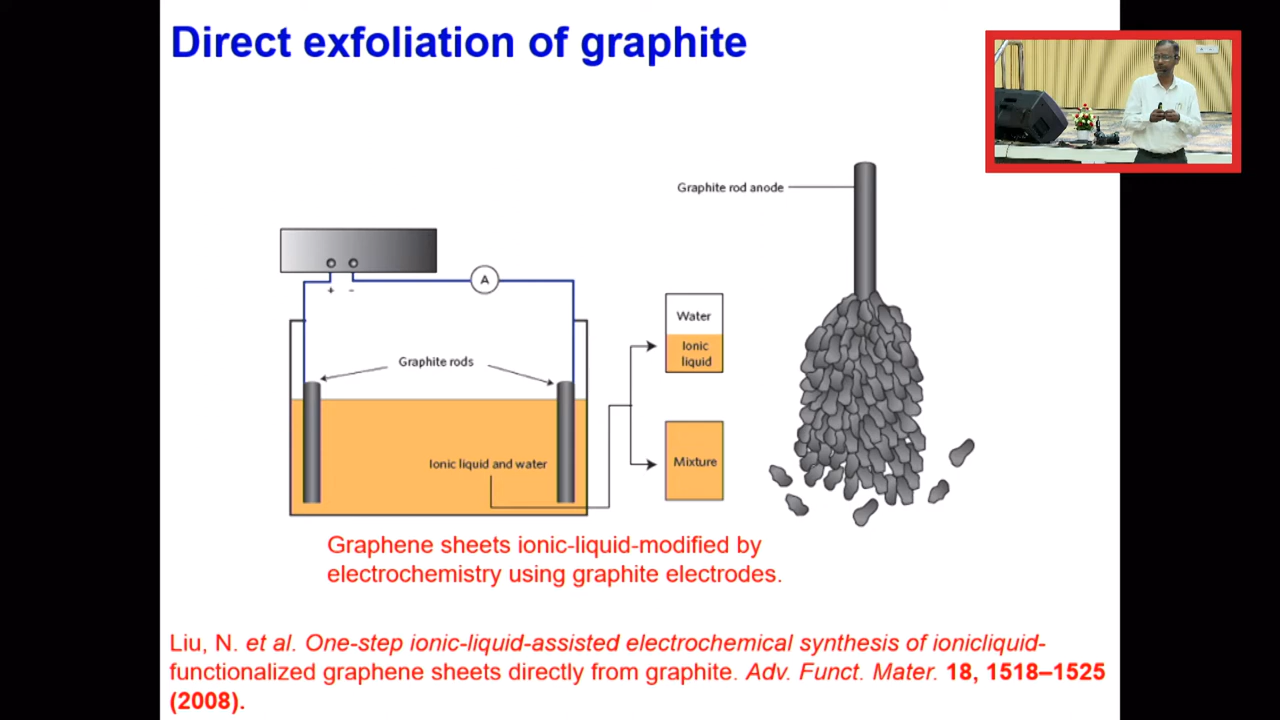 Direct exfoliation of graphite
Graphite rod anode
+ -
A
Water
Ionic
liquid
Graphite rods
Ionic liquid and water
Mixture
Graphene sheets ionic-liquid-modified by
electrochemistry using graphite electrodes.
Liu, N. et al. One-step ionic-liquid-assisted electrochemical synthesis of ionicliquid-
functionalized graphene sheets directly from graphite. Adv. Funct. Mater. 18, 1518–1525
(2008).